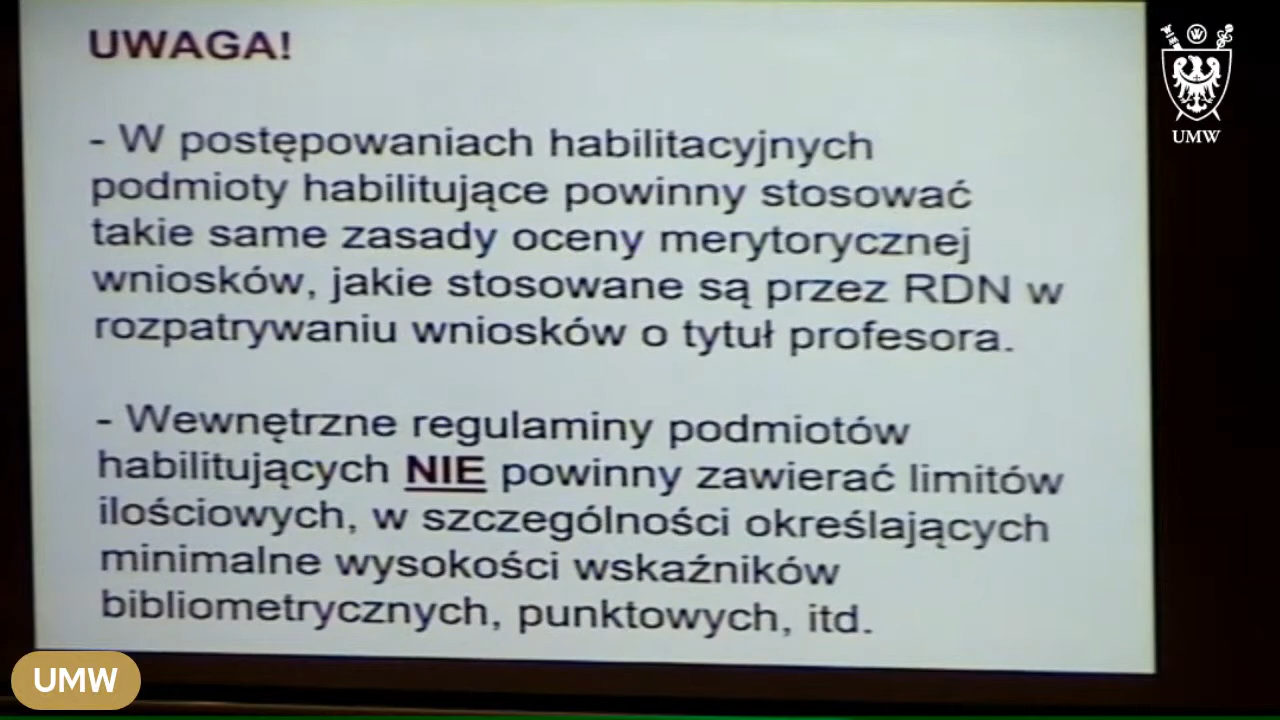 UWAGA!
- W postępowaniach habilitacyjnych
podmioty habilitujące powinny stosować
takie same zasady oceny merytorycznej
wniosków, jakie stosowane są przez RDN w
rozpatrywaniu wniosków o tytuł profesora.
- Wewnętrzne regulaminy podmiotów
habilitujących NIE powinny zawierać limitów
ilościowych, w szczególności określających
minimalne wysokości wskaźników
bibliometrycznych, punktowych, itd.
UMW
UMW